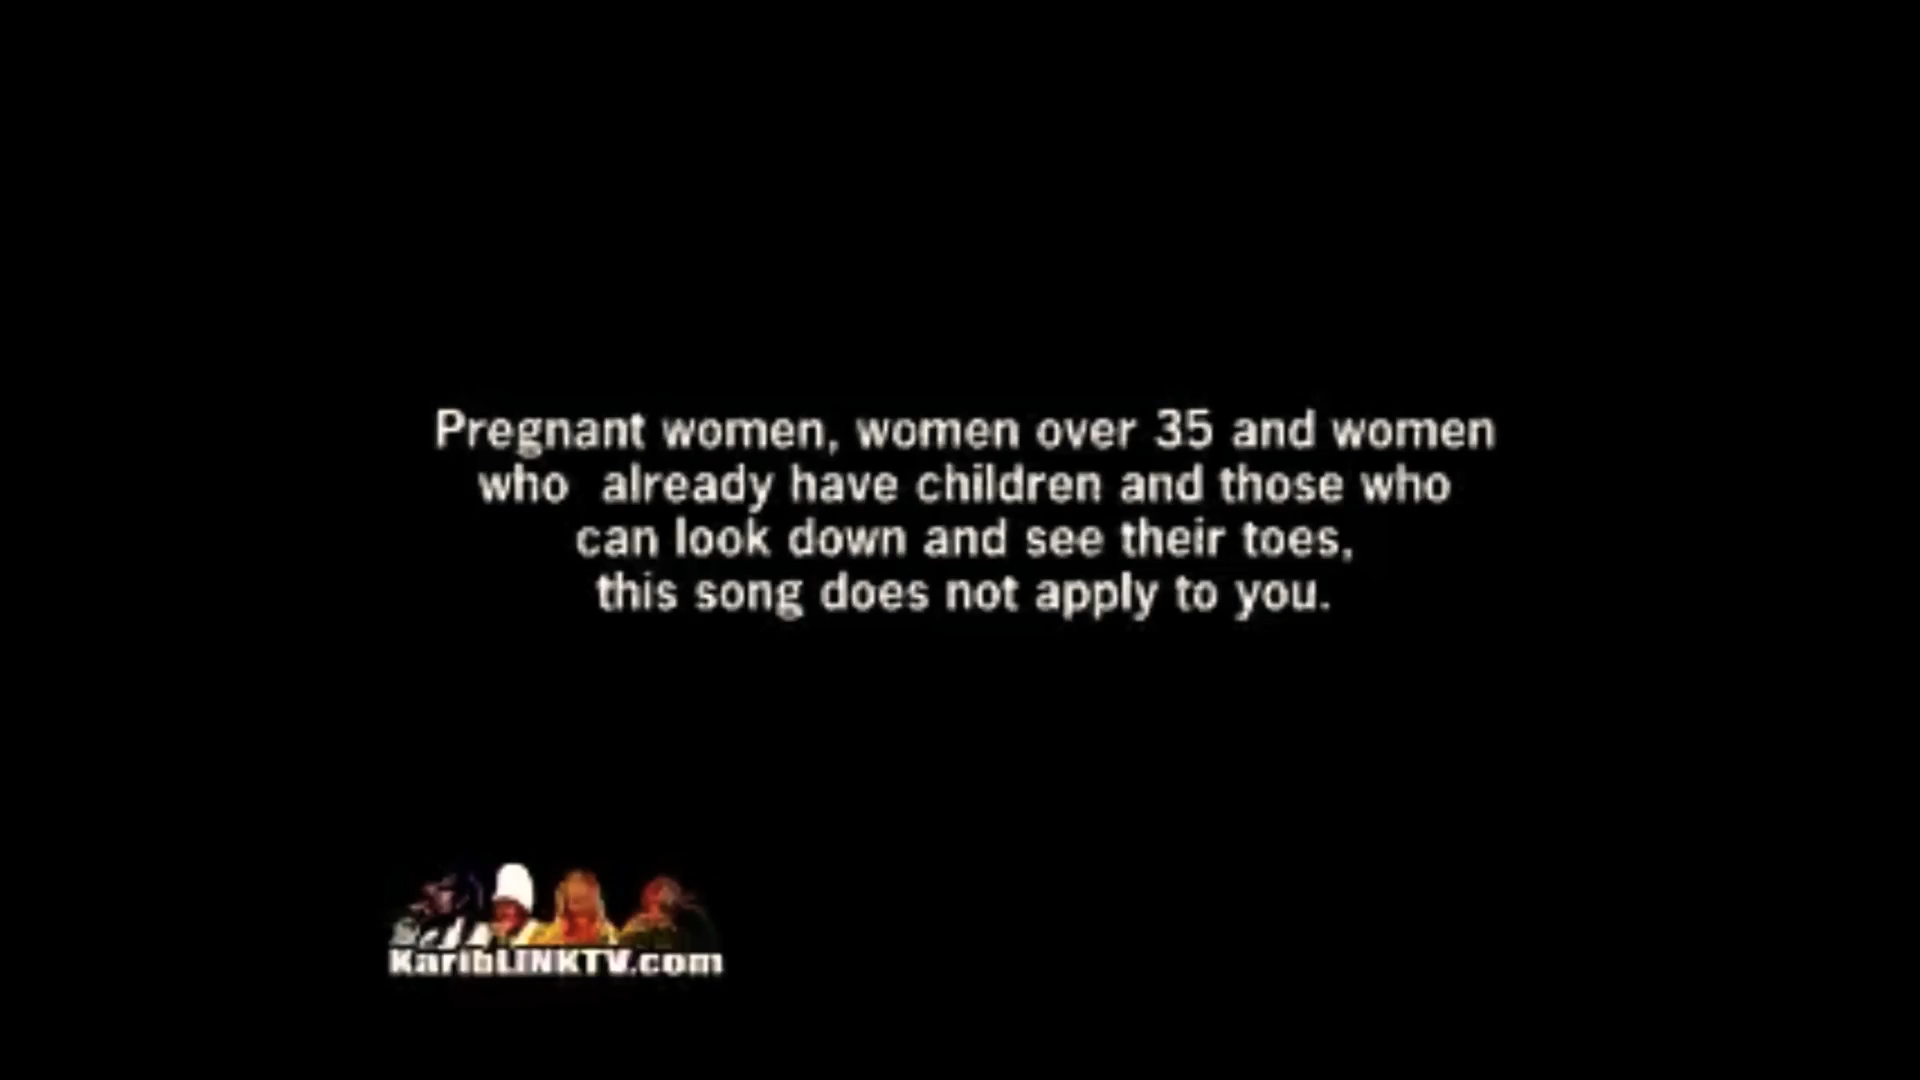 Pregnant women, women over 35 and women
who already have children and those who
can look down and see their toes,
this song does not apply to you.
KaribLINKTV.com